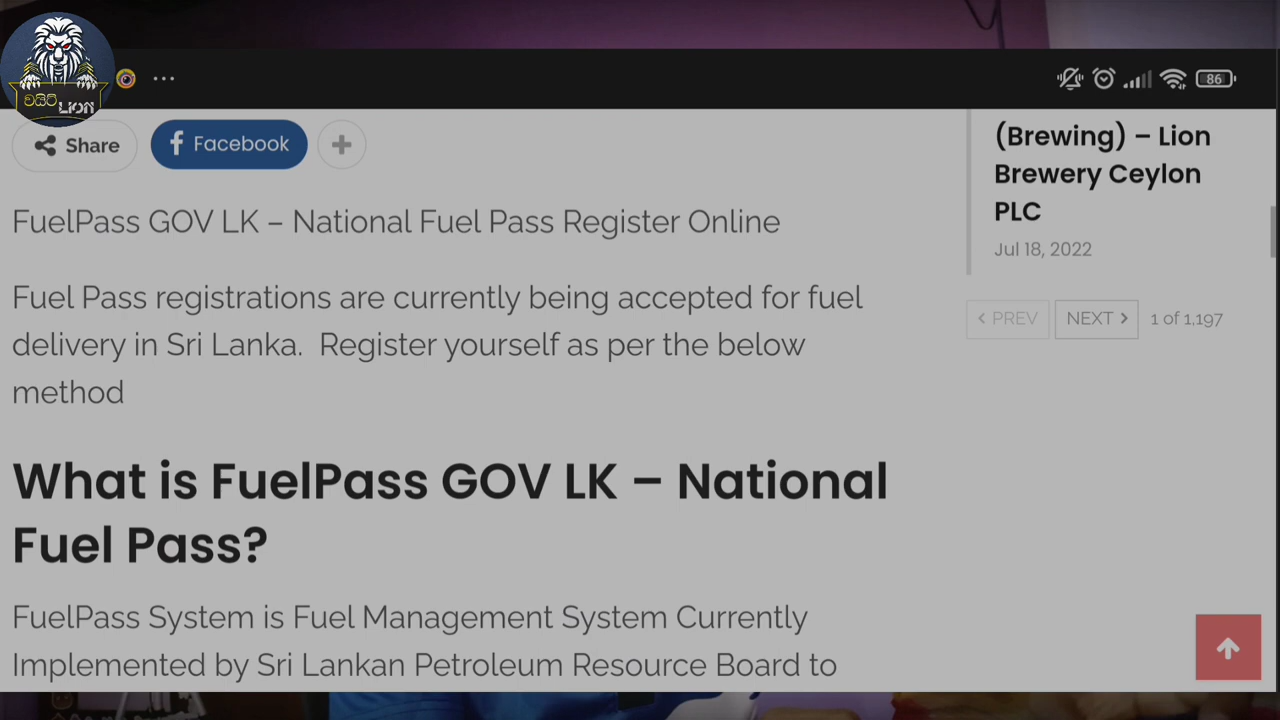 වයිට් LION
86
Share
Facebook
FuelPass GOV LK – National Fuel Pass Register Online
Fuel Pass registrations are currently being accepted for fuel
delivery in Sri Lanka. Register yourself as per the below
method
What is FuelPass GOV LK – National
Fuel Pass?
FuelPass System is Fuel Management System Currently
Implemented by Sri Lankan Petroleum Resource Board to
(Brewing) – Lion
Brewery Ceylon
PLC
Jul 18, 2022
PREV NEXT 1 of 1,197